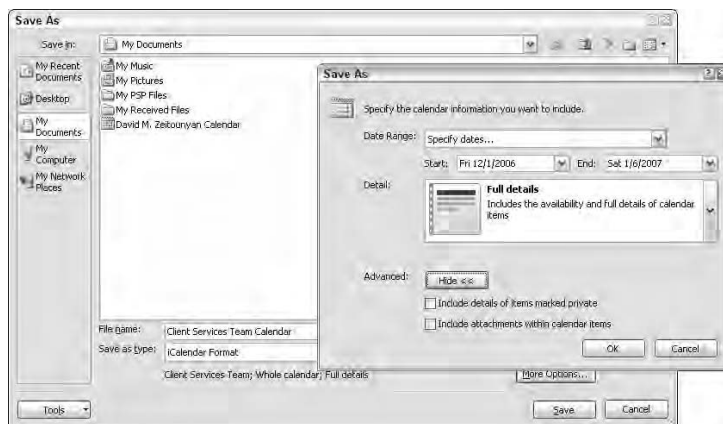 Save As
Save in:
My Documents
My Recent
Documents
Desktop
My
Documents
My
Computer
My Network
Places
My Music
My Pictures
My PSP Files
My Received Files
David M. Zeitounyan Calendar
File name:
Client Services Team Calendar
Save as type:
iCalendar Format
Client Services Team; Whole calendar; Full details
More Options...
Tools
Save
Cancel
Save As
Specify the calendar information you want to include.
Date Range:
Specify dates...
Start: Fri 12/1/2006 End: Sat 1/6/2007
Detail:
Full details
Includes the availability and full details of calendar
items
Advanced:
Hide <<
Include details of items marked private
Include attachments within calendar items
OK
Cancel